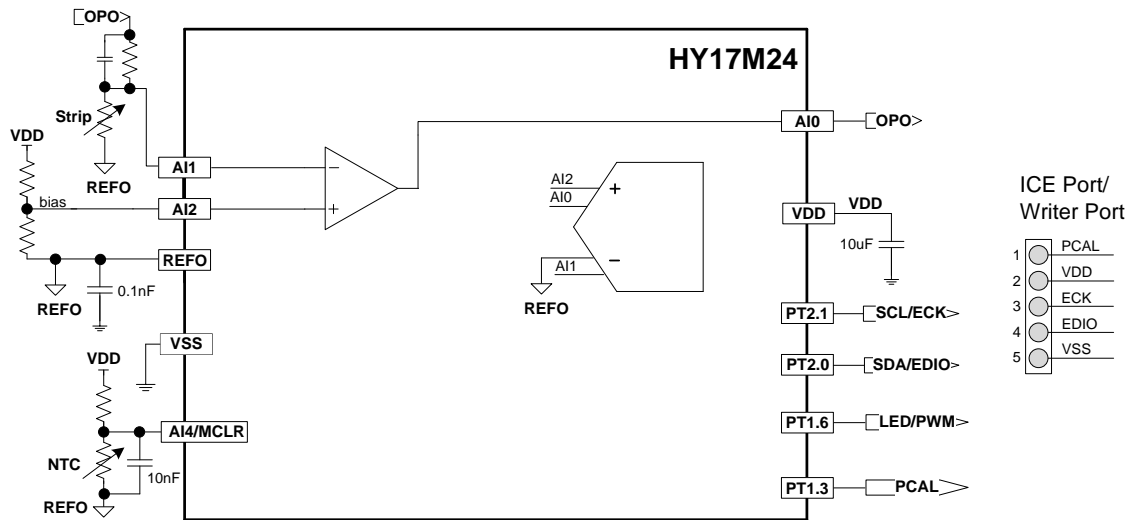 OPO
HY17M24
Strip
VDD
REFO
AI1
−
bias
AI2
+
REFO
0.1nF
REFO
VSS
VDD
AI4/MCLR
NTC
10nF
REFO
AI2
AI0
+
−
AI1
REFO
AI0
OPO
VDD
VDD
10uF
PT2.1
SCL/ECK
PT2.0
SDA/EDIO
PT1.6
LED/PWM
PT1.3
PCAL
ICE Port/
Writer Port
1 PCAL
2 VDD
3 ECK
4 EDIO
5 VSS